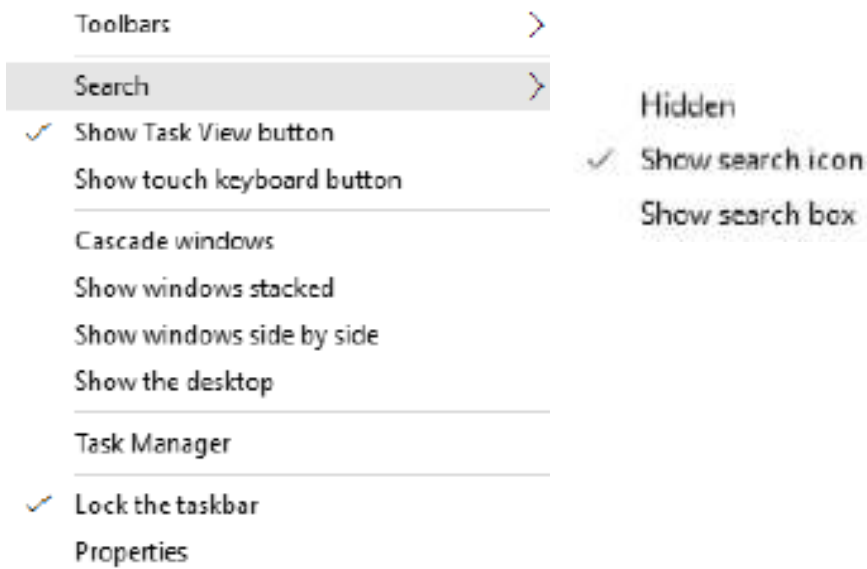 Toolbars
Search
Show Task View button
Show touch keyboard button
Cascade windows
Show windows stacked
Show windows side by side
Show the desktop
Task Manager
Lock the taskbar
Properties
Hidden
Show search icon
Show search box